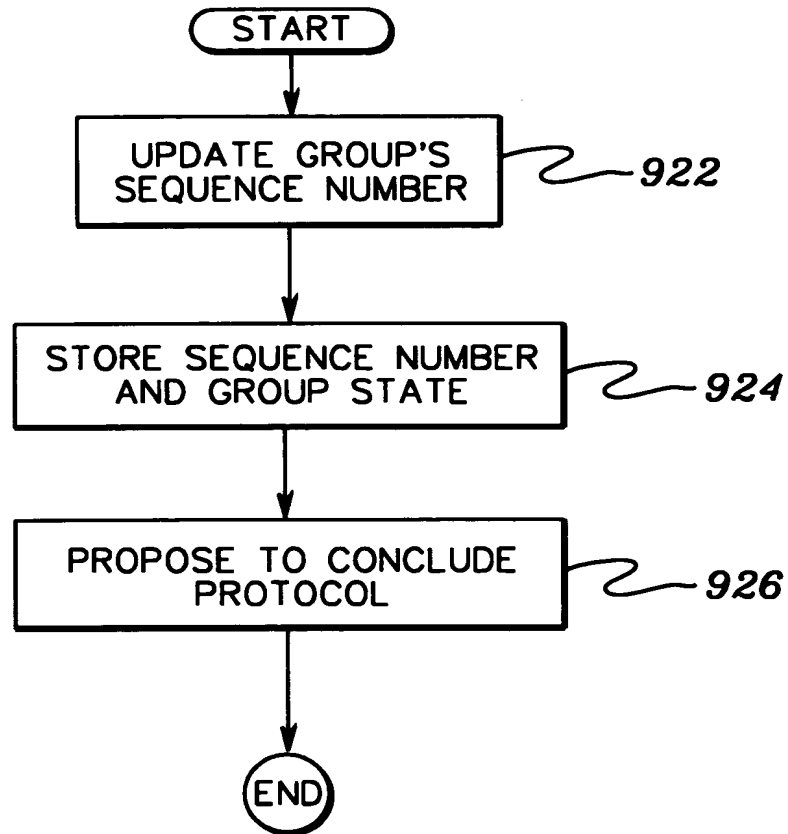 START
UPDATE GROUP'S
SEQUENCE NUMBER
922
STORE SEQUENCE NUMBER
AND GROUP STATE
924
PROPOSE TO CONCLUDE
PROTOCOL
926
END